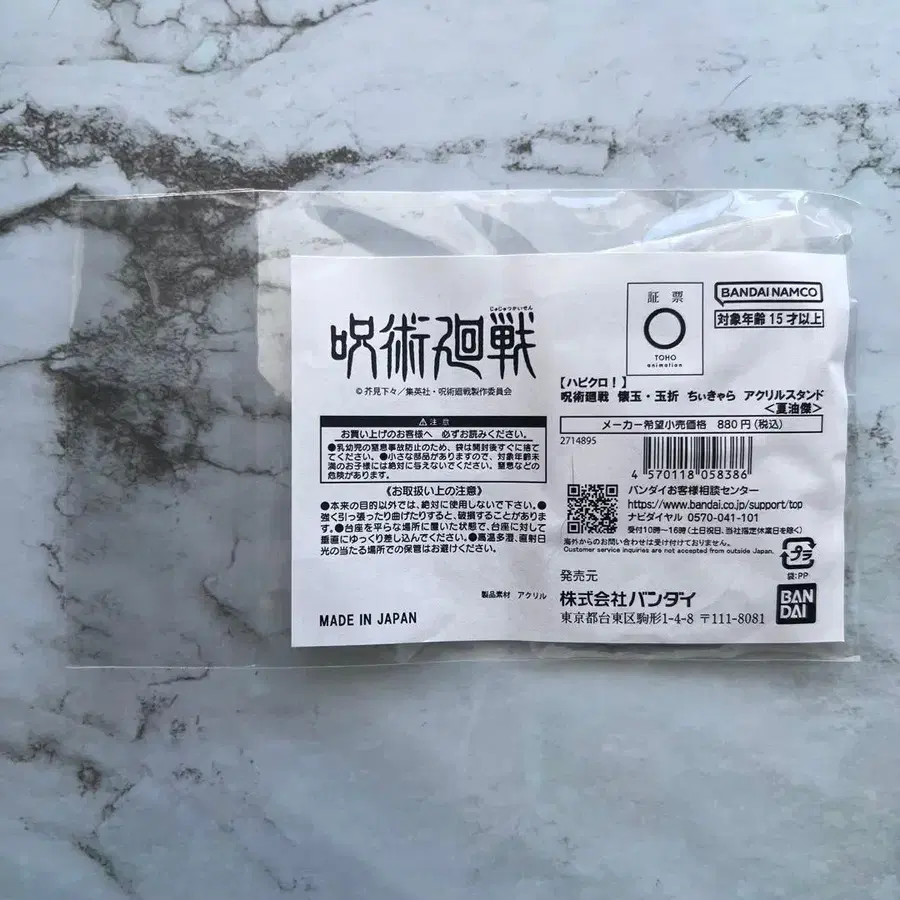 じゅじゅつかいせん
呪術廻戦
©芥見下々／集英社・呪術廻戦製作委員会
⚠注意
お買い上げのお客様へ 必ずお読みください。
●乳幼児の窒息事故防止のため、袋は開封後すぐに捨て
てください。●小さな部品がありますので、対象年齢未
満のお子様には絶対に与えないでください。窒息などの
危険があります。
《お取扱い上の注意》
●本来の目的以外では、絶対に使用しないで下さい。●
強く引っ張ったり曲げたりすると、破損することがありま
す。●台座を平らな場所に置いた状態で、台座に対して
垂直にゆっくり差し込んでください。●高温多湿、直射日
光の当たる場所での保管はお避けください。
製品素材 アクリル
MADE IN JAPAN
証票
TOHO
animation
BANDAI NAMCO
対象年齢15才以上
【ハピクロ！】
呪術廻戦 懐玉・玉折 ちぃきゃら アクリルスタンド
＜夏油傑＞
メーカー希望小売価格 880円(税込)
2714895
4 570118 058386
バンダイお客様相談センター
https://www.bandai.co.jp/support/top
ナビダイヤル 0570-041-101
受付10時～16時(土日祝日、当社指定休業日を除く)
海外からのお問い合わせは受け付けておりません。
Customer service inquiries are not accepted from outside Japan.
プラ
袋:PP
発売元
株式会社バンダイ
東京都台東区駒形1-4-8 〒111-8081
BAN
DAI